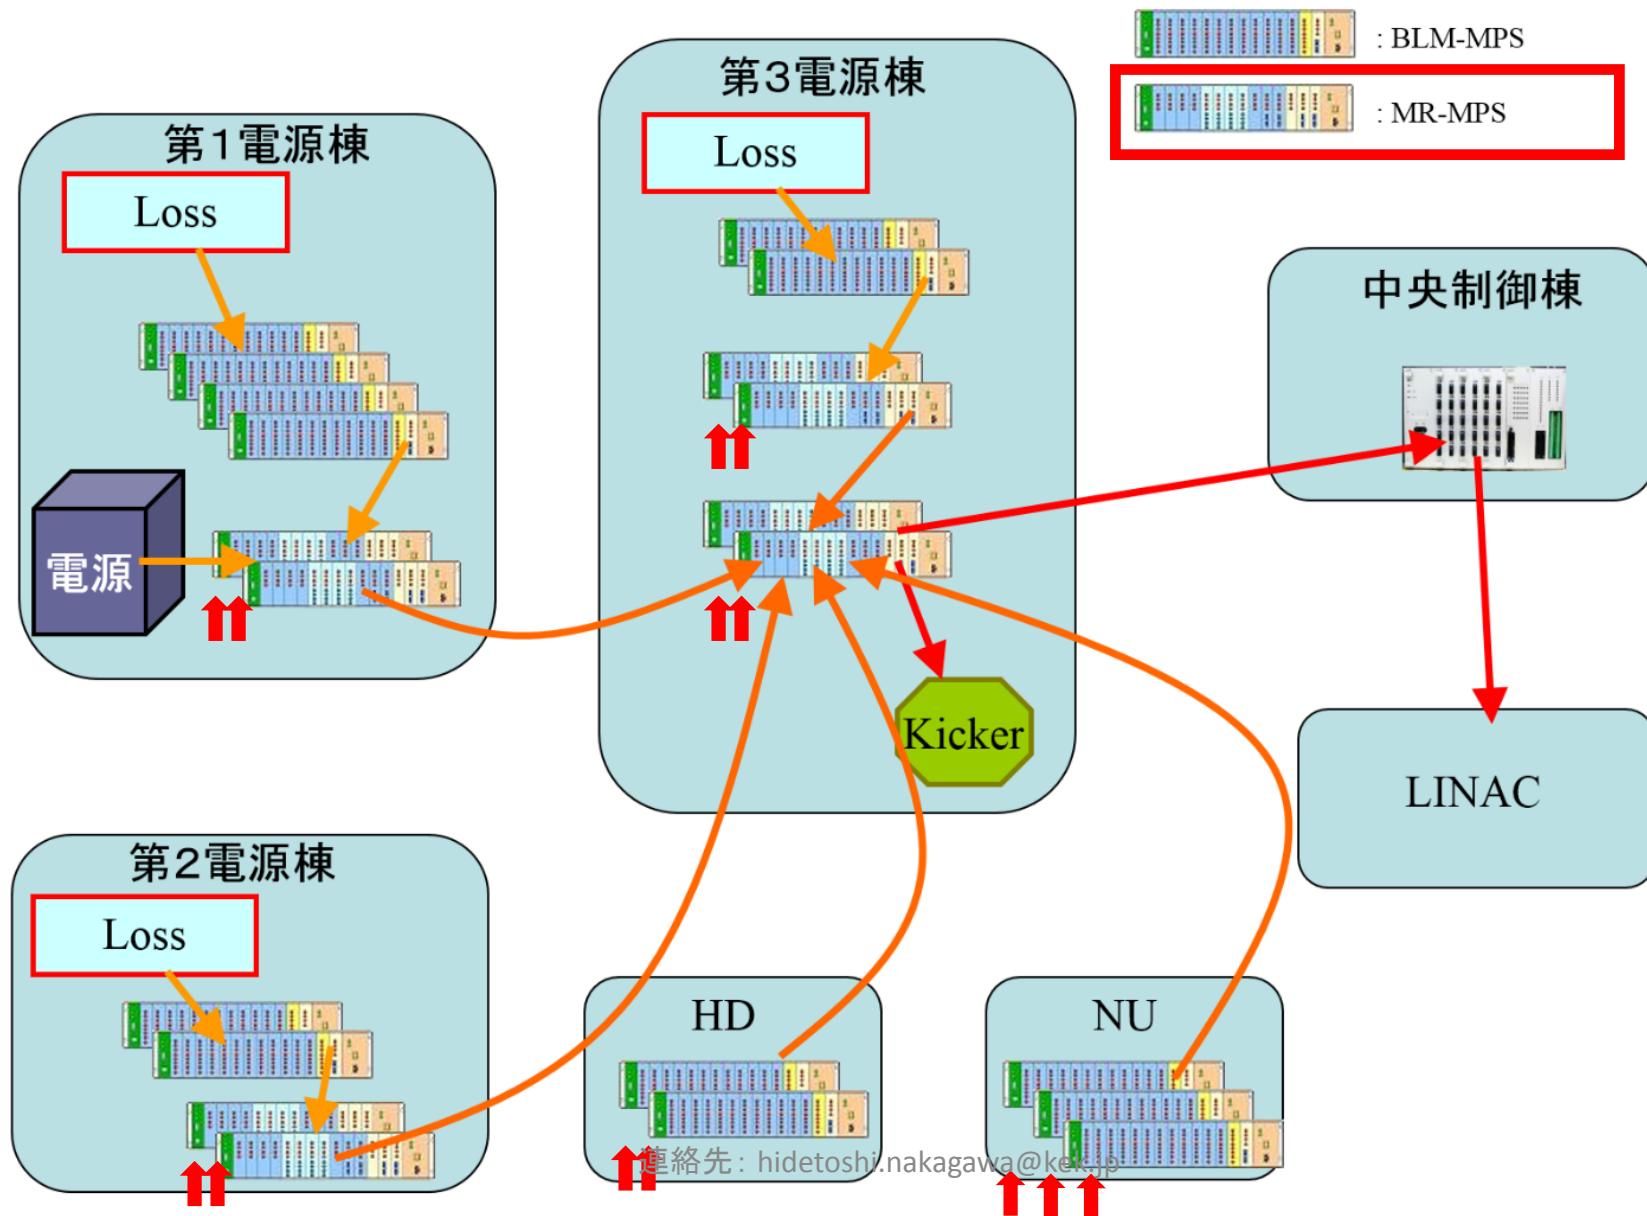 : BLM-MPS
: MR-MPS
第3電源棟
Loss
第1電源棟
Loss
電源
中央制御棟
Kicker
LINAC
第2電源棟
Loss
HD
NU
連絡先: hidetoshi.nakagawa@kek.jp